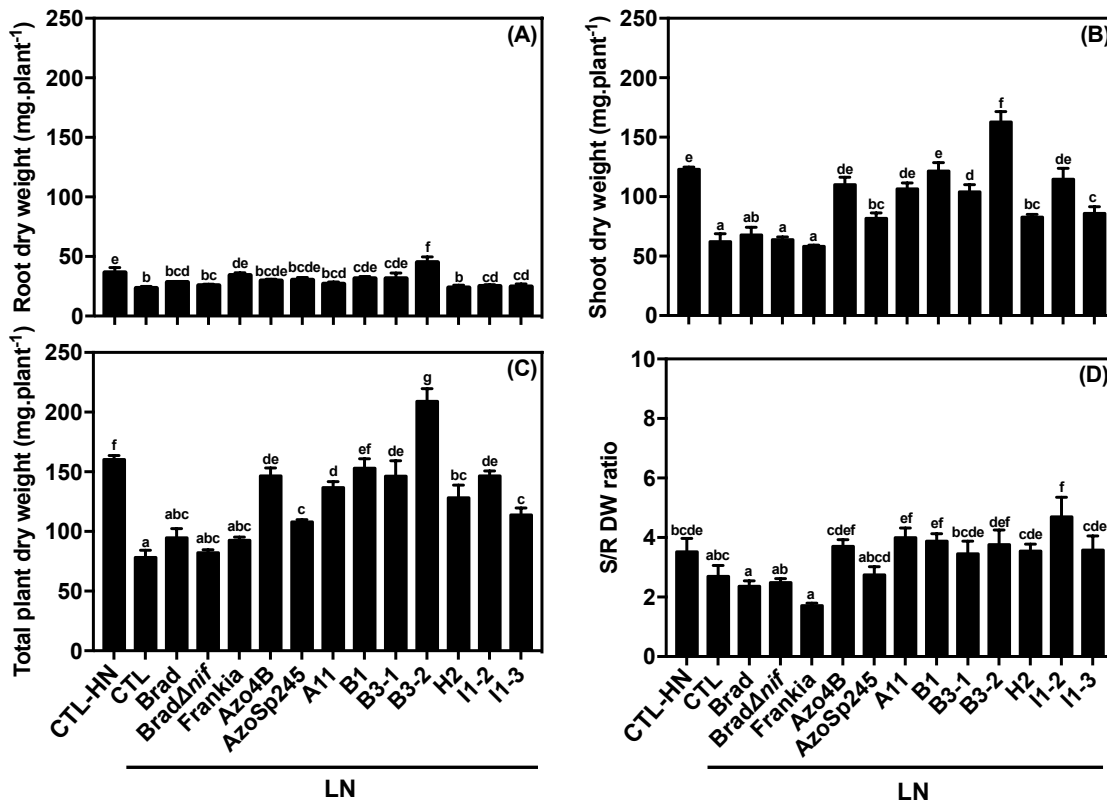 (A)
Root dry weight (mg.plant-1)
250
200
150
100
50
0
e b bcd bc de bcde bcde bcd cde cde f b cd cd
(B)
Shoot dry weight (mg.plant-1)
250
200
150
100
50
0
e a ab a a de bc de e d f bc de c
(C)
Total plant dry weight (mg.plant-1)
250
200
150
100
50
0
f a abc abc abc de c d ef de g bc de c
CTL-HN CTL Brad BradΔnif Frankia Azo4B AzoSp245 A11 B1 B3-1 B3-2 H2 I1-2 I1-3
LN
(D)
S/R DW ratio
10
8
6
4
2
0
bcde abc a ab a cdef abcd ef ef bcde def cde f cde
CTL-HN CTL Brad BradΔnif Frankia Azo4B AzoSp245 A11 B1 B3-1 B3-2 H2 I1-2 I1-3
LN